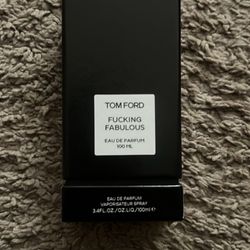 TOM FORD
FUCKING
FABULOUS
EAU DE PARFUM
100 ML
EAU DE PARFUM
VAPORISATEUR SPRAY
3.4FL.OZ./OZ.LIQ/100ml ℮